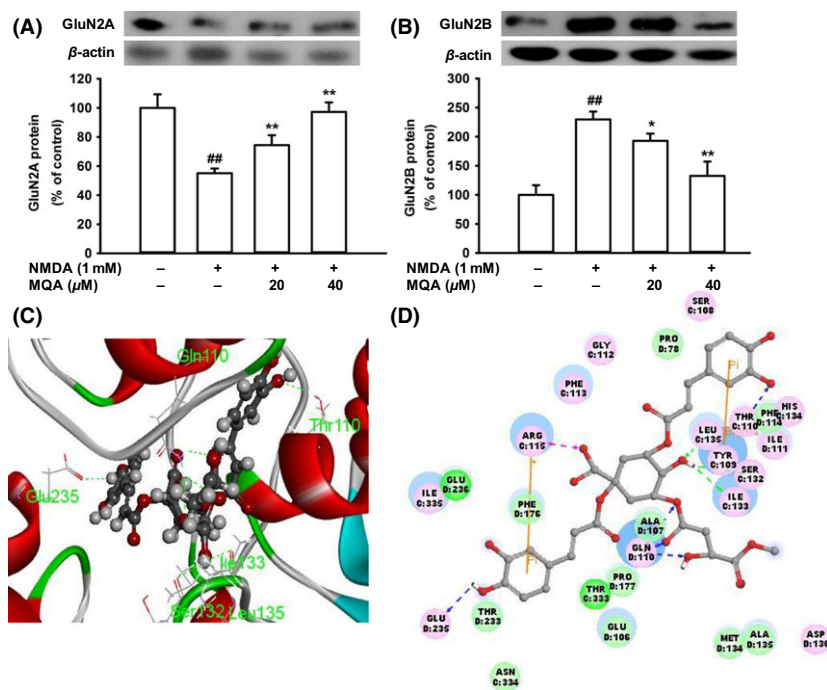 (A)
GluN2A
β-actin
120
100
80
60
40
20
0
GluN2A protein
(% of control)
##
**
**
NMDA (1 mM) – + + +
MQA (μM) – – 20 40
(B)
GluN2B
β-actin
300
250
200
150
100
50
0
GluN2B protein
(% of control)
##
*
**
NMDA (1 mM) – + + +
MQA (μM) – – 20 40
(C)
Gln110
Thr110
Glu235
Ile133
Ser132
Leu135
(D)
SER
C:108
PRO
D:78
GLY
C:112
PHE
C:113
Pi
THR
C:110
PHE
D:114
HIS
C:134
ILE
C:111
LEU
C:135
TYR
C:109
SER
C:132
ILE
C:133
ARG
C:115
+
ILE
C:335
GLU
D:236
PHE
D:176
ALA
D:107
GLN
D:110
PRO
D:177
Pi
THR
C:333
GLU
D:235
THR
D:233
GLU
D:106
MET
D:134
ALA
D:135
ASP
D:138
ASN
C:334